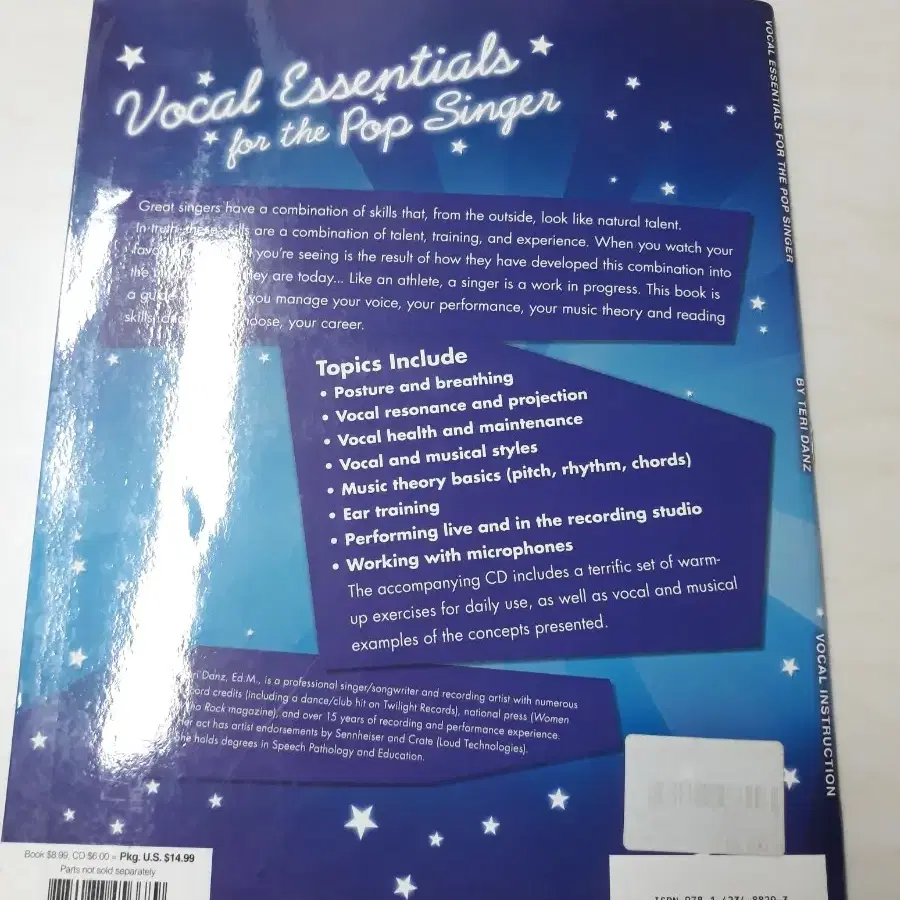 Vocal Essentials
for the Pop Singer
Great singers have a combination of skills that, from the outside, look like natural talent.
In truth, these skills are a combination of talent, training, and experience. When you watch your
you're seeing is the result of how they have developed this combination into
the they are today... Like an athlete, a singer is a work in progress. This book is
a guide you manage your voice, your performance, your music theory and reading
skills, choose, your career.
Topics Include
• Posture and breathing
• Vocal resonance and projection
• Vocal health and maintenance
• Vocal and musical styles
• Music theory basics (pitch, rhythm, chords)
• Ear training
• Performing live and in the recording studio
• Working with microphones
The accompanying CD includes a terrific set of warm-
up exercises for daily use, as well as vocal and musical
examples of the concepts presented.
Danz, Ed.M., is a professional singer/songwriter and recording artist with numerous
credits (including a dance/club hit on Twilight Records), national press (Women
Who Rock magazine), and over 15 years of recording and performance experience.
Her act has artist endorsements by Sennheiser and Crate (Loud Technologies).
She holds degrees in Speech Pathology and Education.
Book $8.99, CD $6.00 = Pkg. U.S. $14.99
Parts not sold separately
VOCAL ESSENTIALS FOR THE POP SINGER
BY TERI DANZ
VOCAL INSTRUCTION